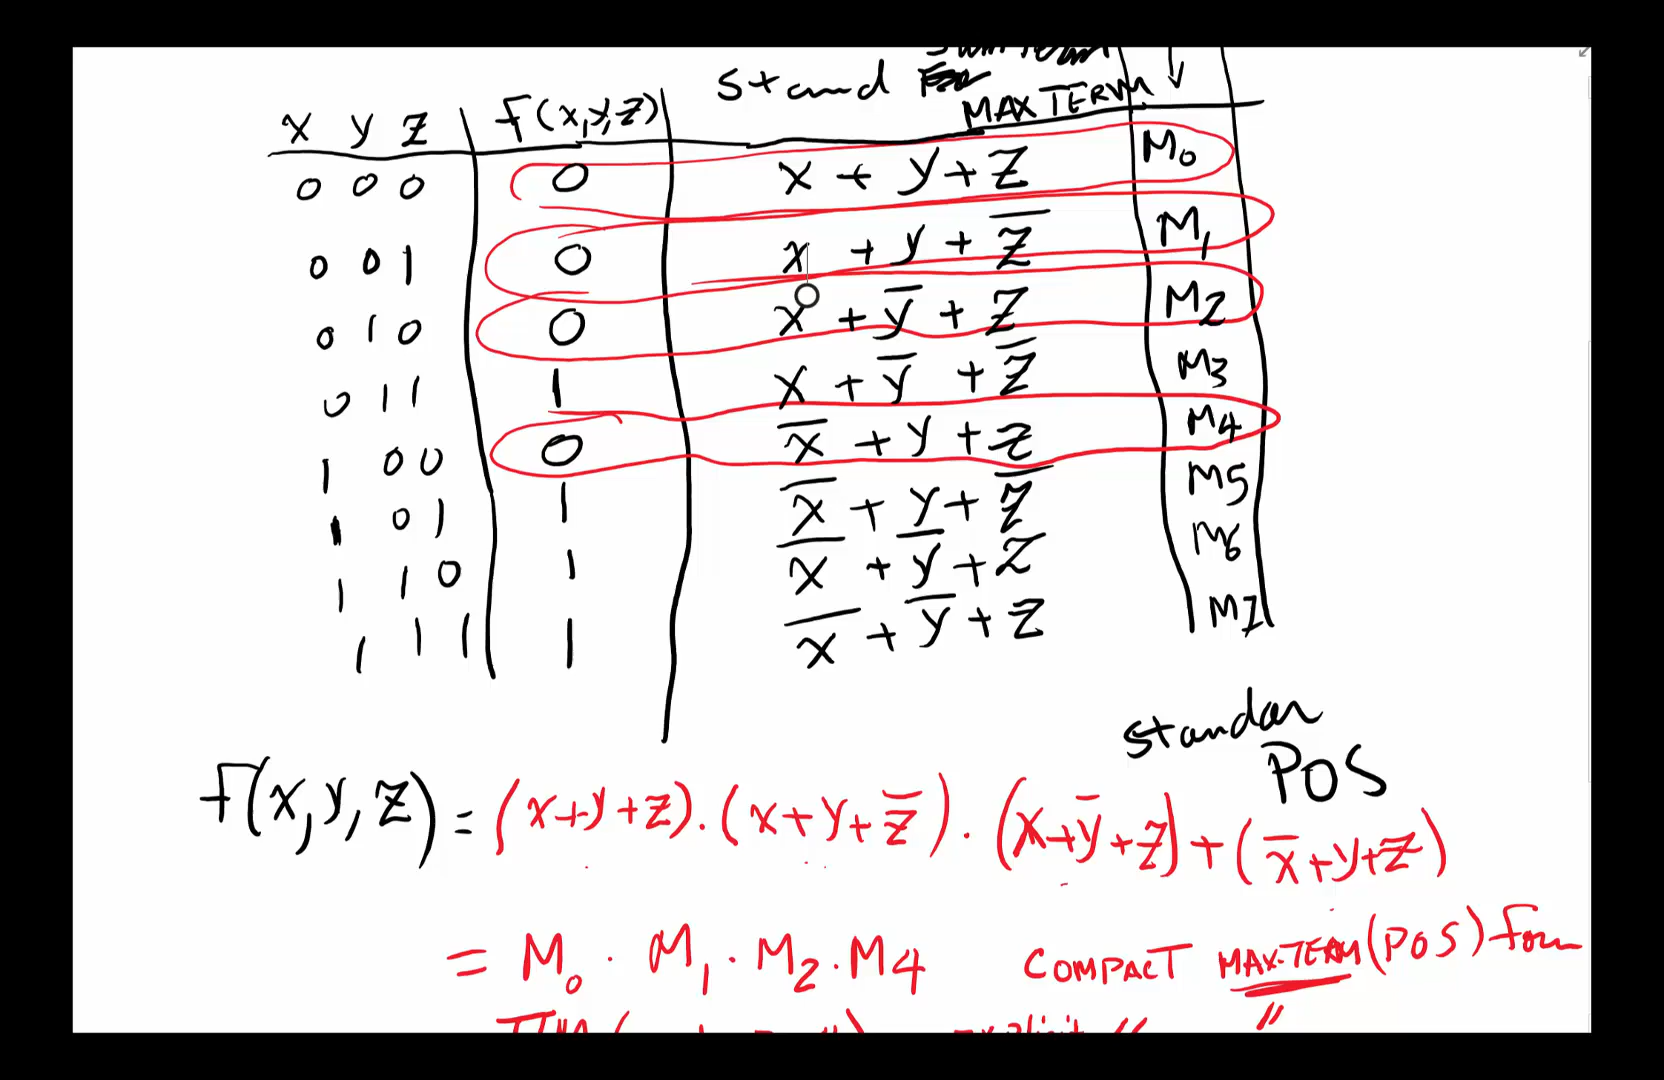 Stand
MAX TERM
x y z f(x,y,z)
0 0 0 0 x + y + z M0
0 0 1 0 x + y + z̅ M1
0 1 0 0 x + y̅ + z M2
0 1 1 1 x + y̅ + z̅ M3
1 0 0 0 x̅ + y + z M4
1 0 1 1 x̅ + y + z̅ M5
1 1 0 1 x̅ + y̅ + z M6
1 1 1 1 x̅ + y̅ + z M7
standar
POS
f(x,y,z) = (x+y+z).(x+y+z̅).(x+y̅+z)+(x̅+y+z)
= M0 . M1 . M2 . M4 COMPACT MAX-TERM (POS) form